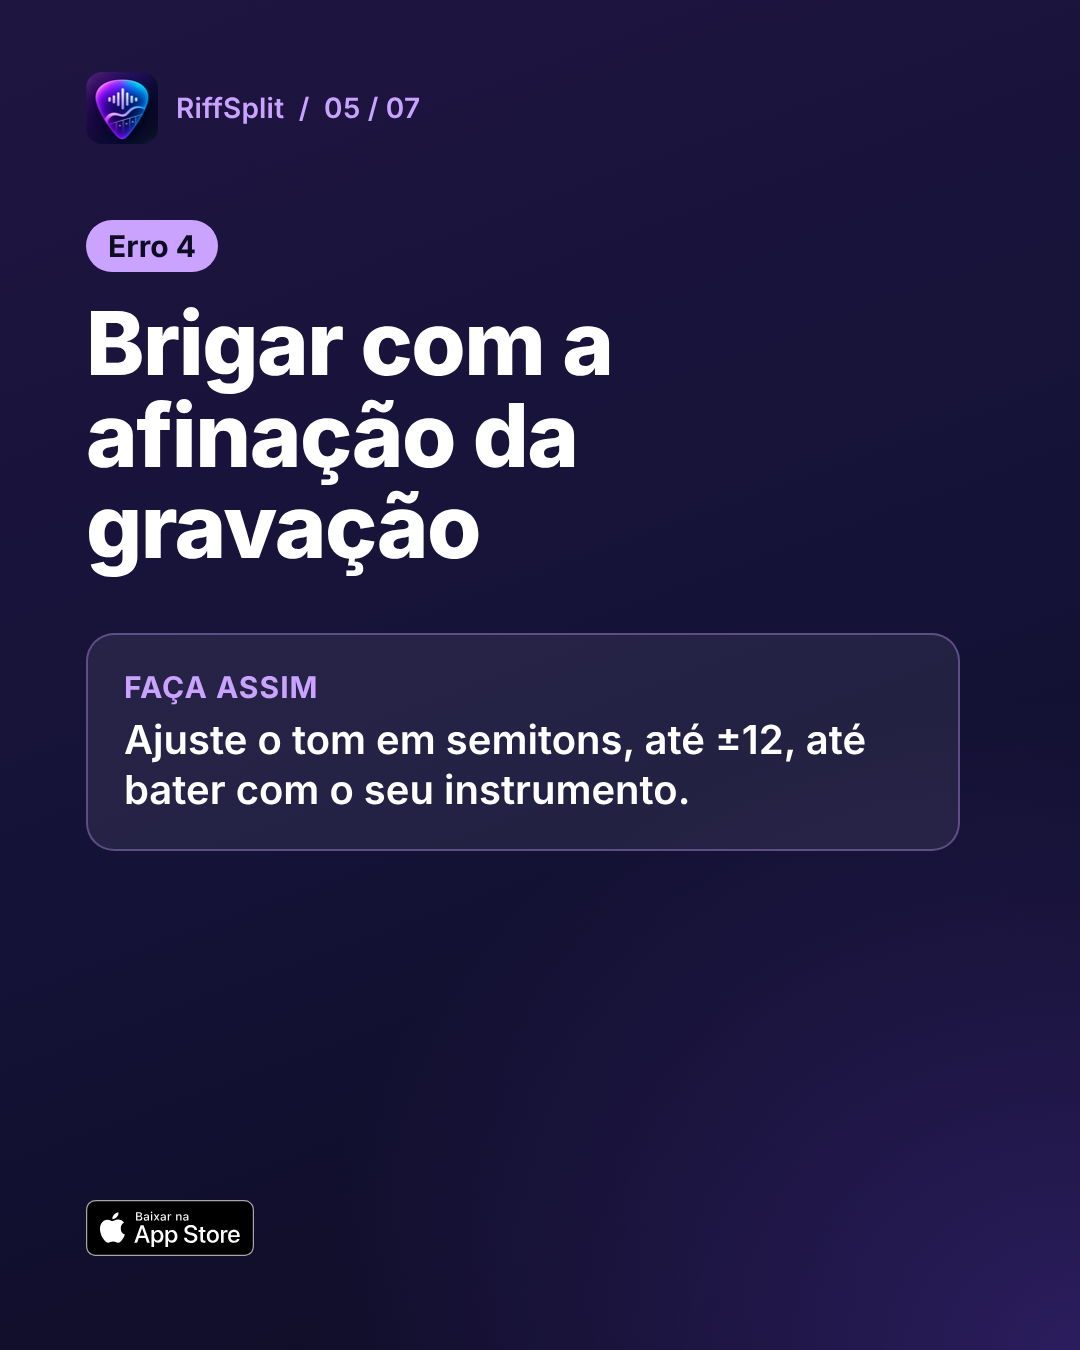 RiffSplit / 05 / 07
Erro 4
Brigar com a
afinação da
gravação
FAÇA ASSIM
Ajuste o tom em semitons, até ±12, até
bater com o seu instrumento.
Baixar na
App Store